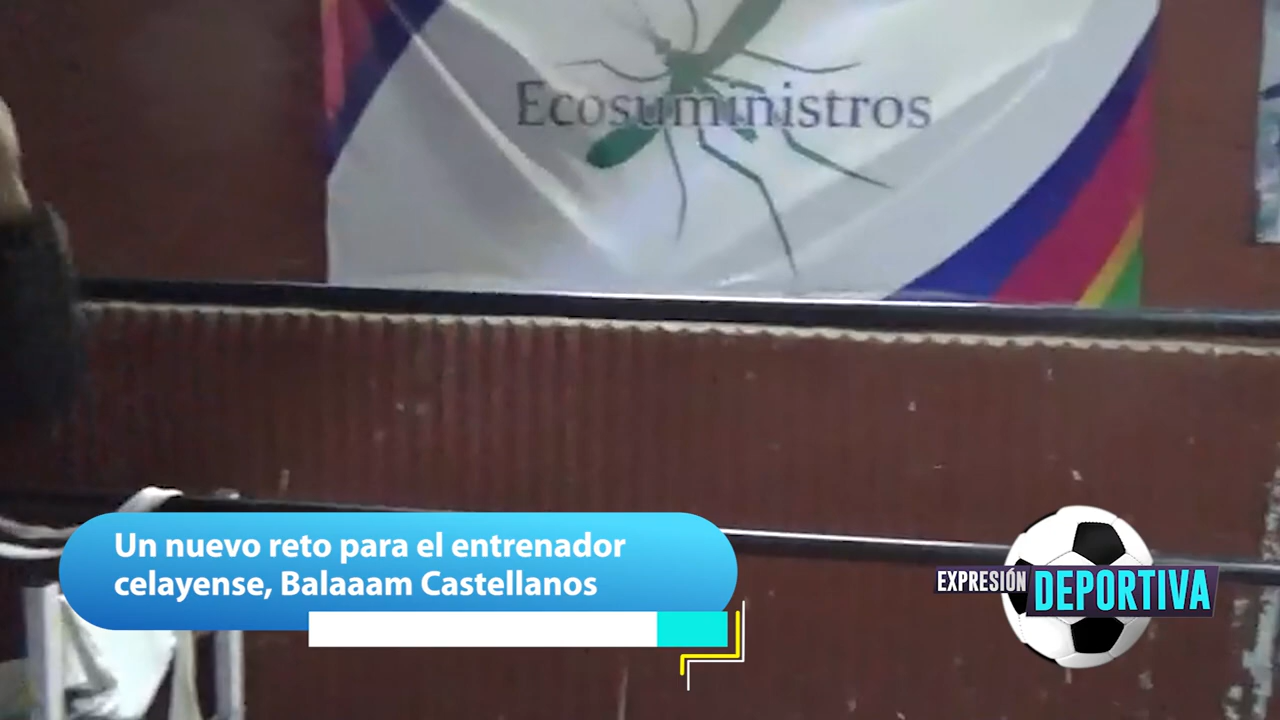 Ecosuministros
Un nuevo reto para el entrenador
celayense, Balaaam Castellanos
EXPRESIÓN
DEPORTIVA